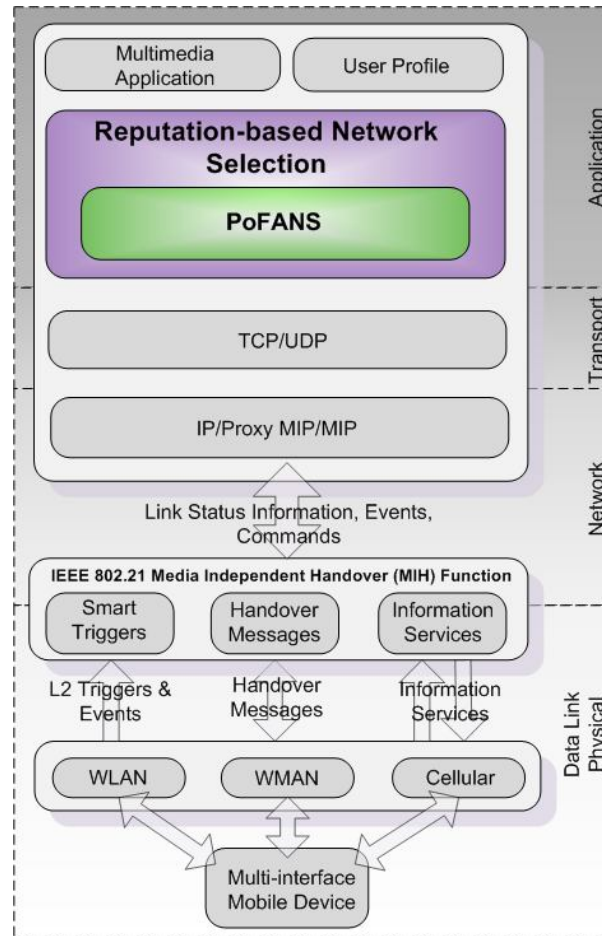 Multimedia
Application
User Profile
Reputation-based Network
Selection
PoFANS
Application
TCP/UDP
Transport
IP/Proxy MIP/MIP
Network
Link Status Information, Events,
Commands
IEEE 802.21 Media Independent Handover (MIH) Function
Smart
Triggers
Handover
Messages
Information
Services
L2 Triggers &
Events
Handover
Messages
Information
Services
Data Link
Physical
WLAN
WMAN
Cellular
Multi-interface
Mobile Device